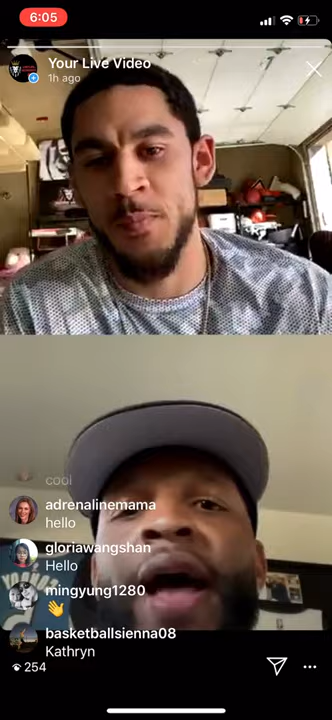 6:05
Your Live Video
1h ago
cool
adrenalinemama
hello
gloriawangshan
Hello
mingyung1280
👋
basketballsienna08
Kathryn
254